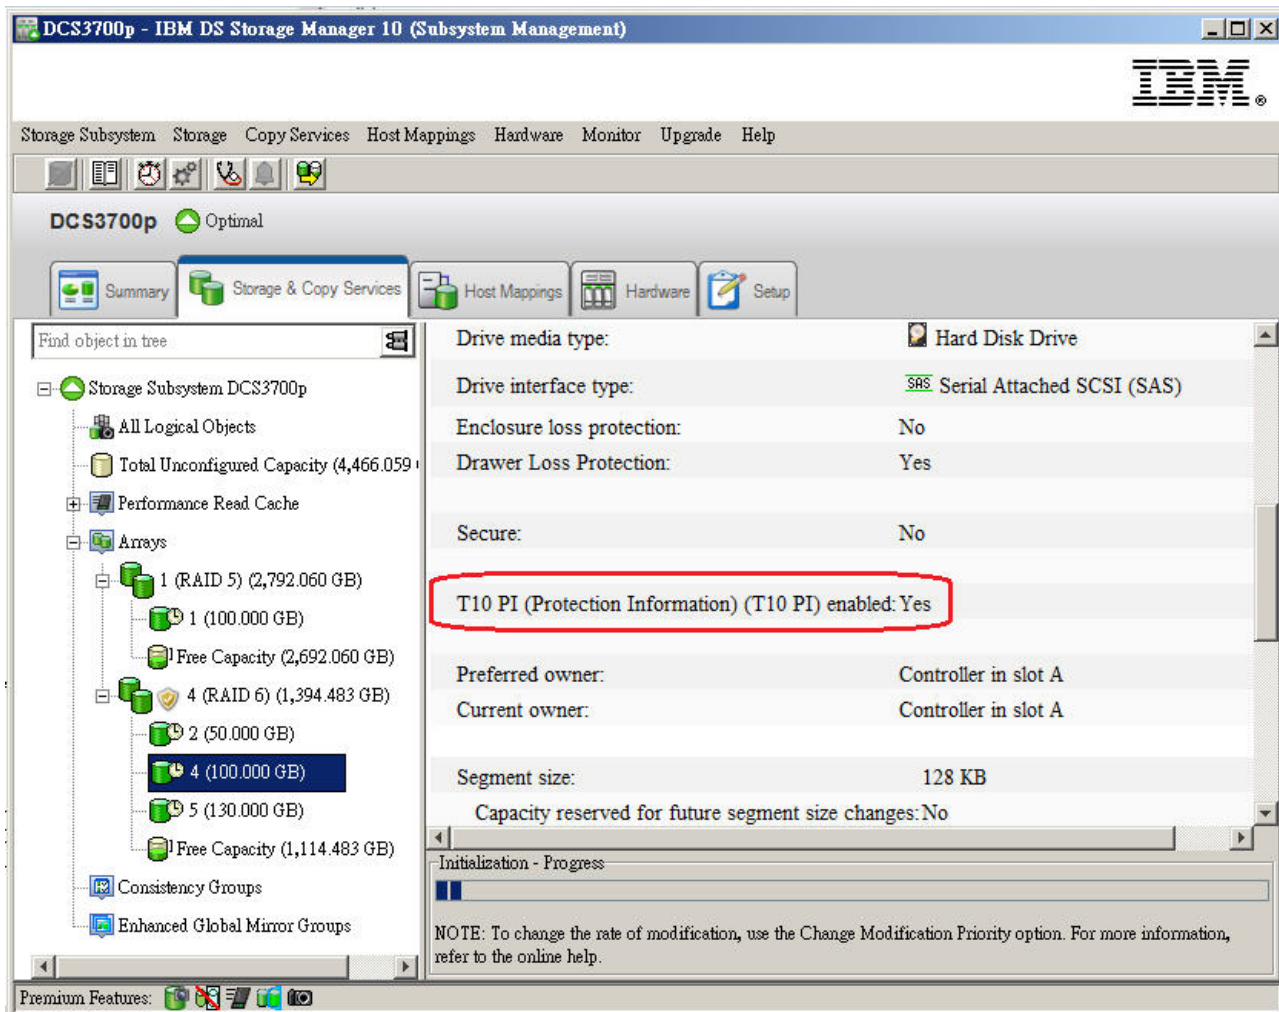 DCS3700p - IBM DS Storage Manager 10 (Subsystem Management)
IBM®
Storage Subsystem Storage Copy Services Host Mappings Hardware Monitor Upgrade Help
DCS3700p Optimal
Summary Storage & Copy Services Host Mappings Hardware Setup
Find object in tree
Storage Subsystem DCS3700p
All Logical Objects
Total Unconfigured Capacity (4,466.059
Performance Read Cache
Arrays
1 (RAID 5) (2,792.060 GB)
1 (100.000 GB)
Free Capacity (2,692.060 GB)
4 (RAID 6) (1,394.483 GB)
2 (50.000 GB)
4 (100.000 GB)
5 (130.000 GB)
Free Capacity (1,114.483 GB)
Consistency Groups
Enhanced Global Mirror Groups
Drive media type: Hard Disk Drive
Drive interface type: SAS Serial Attached SCSI (SAS)
Enclosure loss protection: No
Drawer Loss Protection: Yes
Secure: No
T10 PI (Protection Information) (T10 PI) enabled: Yes
Preferred owner: Controller in slot A
Current owner: Controller in slot A
Segment size: 128 KB
Capacity reserved for future segment size changes: No
Initialization - Progress
NOTE: To change the rate of modification, use the Change Modification Priority option. For more information,
refer to the online help.
Premium Features: